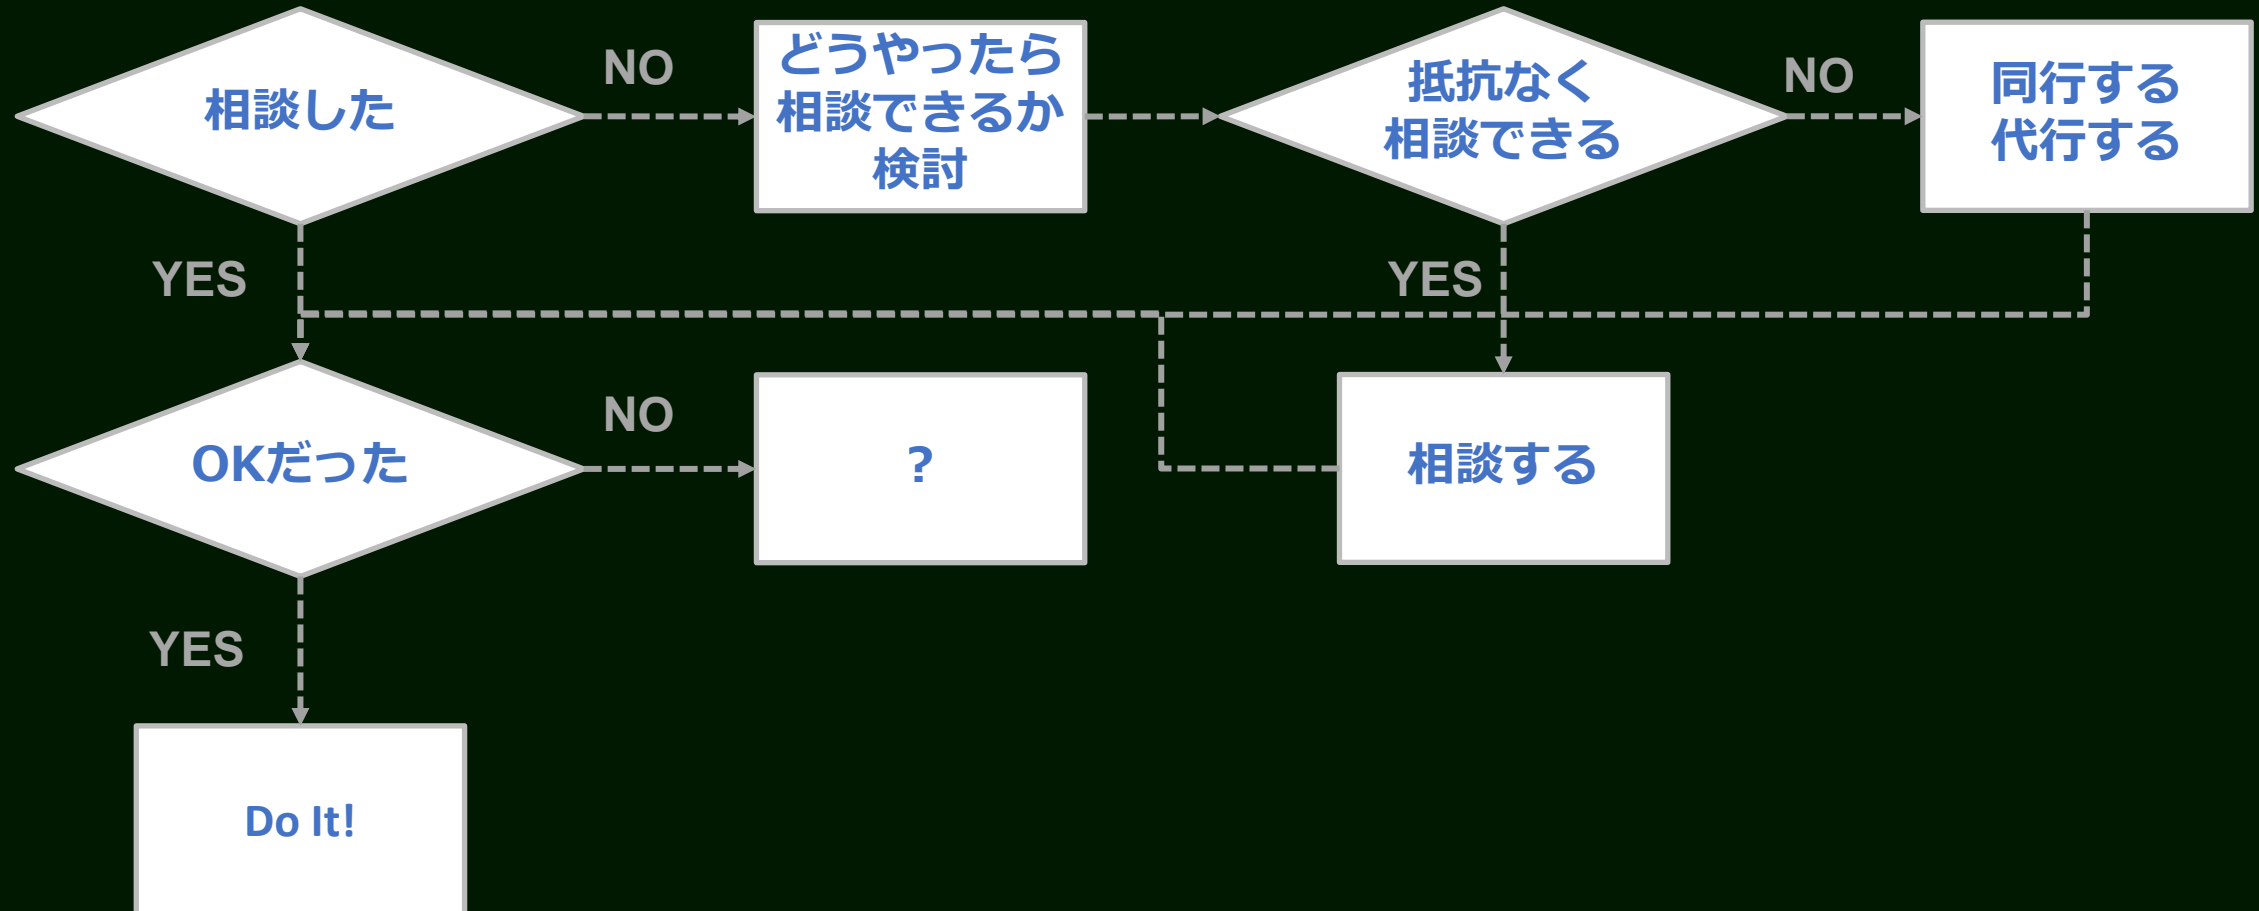 相談した
NO
どうやったら
相談できるか
検討
抵抗なく
相談できる
NO
同行する
代行する
YES
YES
OKだった
NO
?
相談する
YES
Do It!